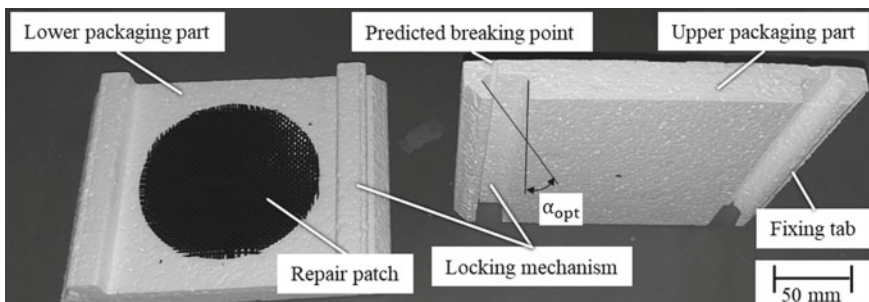 Lower packaging part
Predicted breaking point
Upper packaging part
α_opt
Fixing tab
Repair patch
Locking mechanism
50 mm